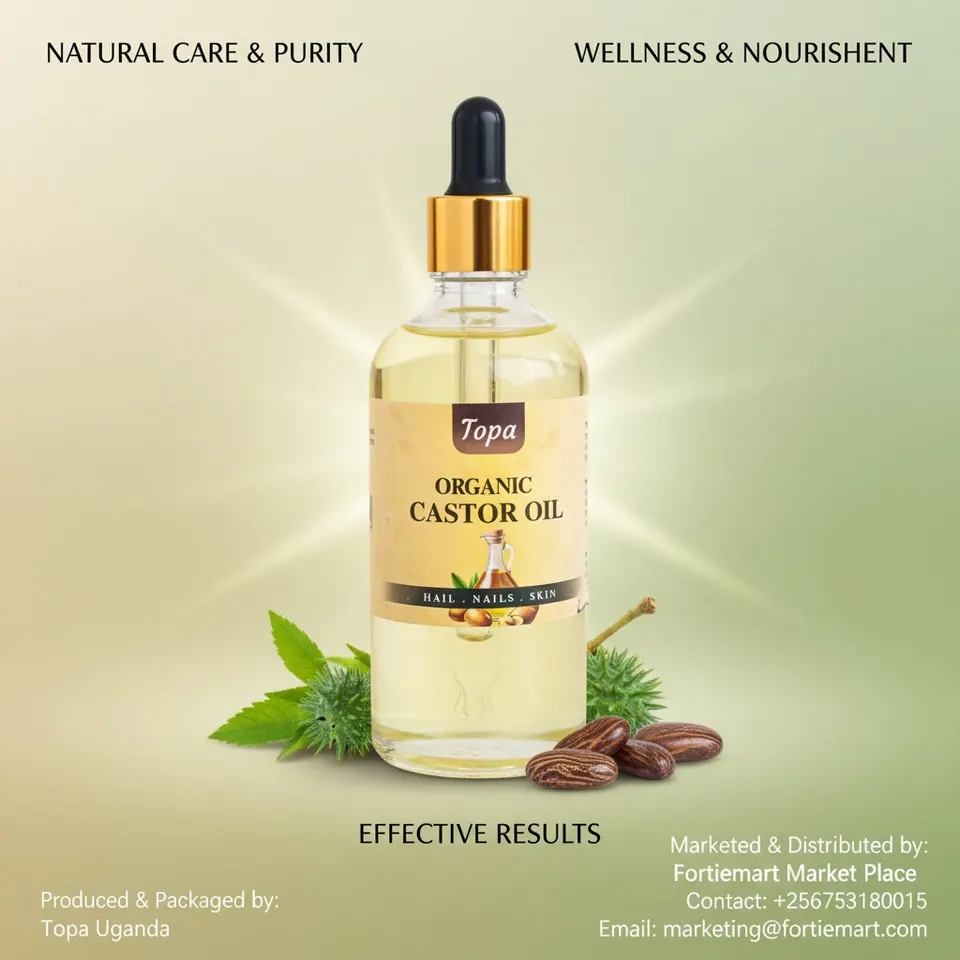 NATURAL CARE & PURITY
WELLNESS & NOURISHENT
Topa
ORGANIC
CASTOR OIL
HAIL . NAILS . SKIN
EFFECTIVE RESULTS
Produced & Packaged by:
Topa Uganda
Marketed & Distributed by:
Fortiemart Market Place
Contact: +256753180015
Email: marketing@fortiemart.com